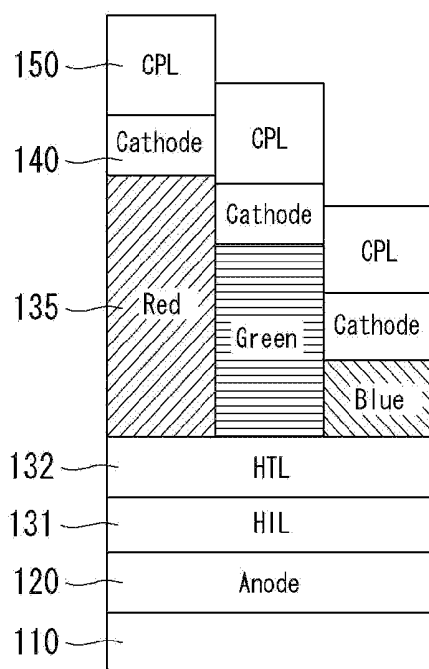 150
CPL
140
Cathode
CPL
Cathode
CPL
135
Red
Green
Cathode
Blue
132
HTL
131
HIL
120
Anode
110